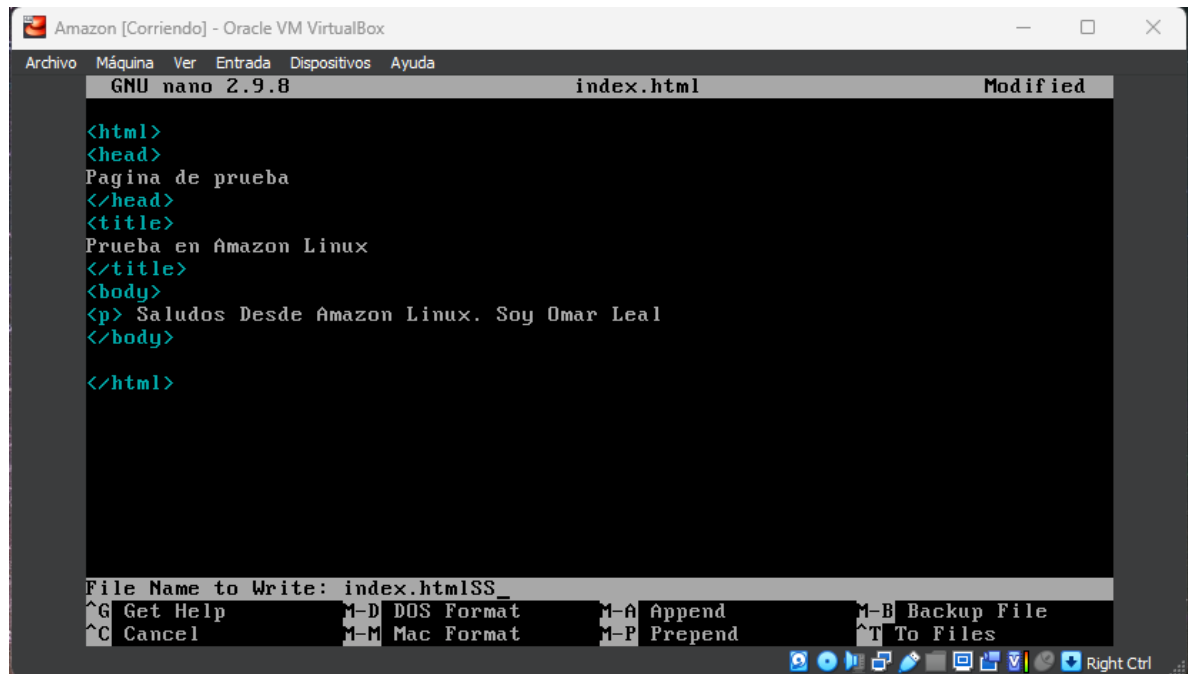 Amazon [Corriendo] - Oracle VM VirtualBox
Archivo Máquina Ver Entrada Dispositivos Ayuda
GNU nano 2.9.8 index.html Modified
<html>
<head>
Pagina de prueba
</head>
<title>
Prueba en Amazon Linux
</title>
<body>
<p> Saludos Desde Amazon Linux. Soy Omar Leal
</body>
</html>
File Name to Write: index.htmlSS_
^G Get Help M-D DOS Format M-A Append M-B Backup File
^C Cancel M-M Mac Format M-P Prepend ^T To Files
Right Ctrl